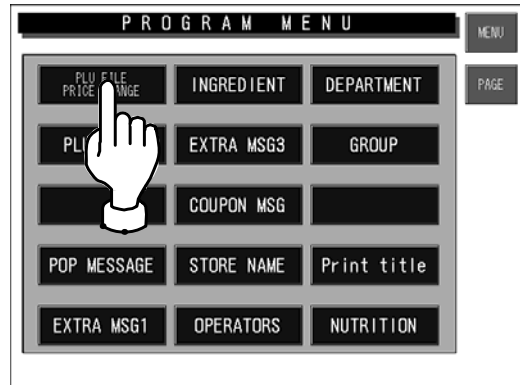 PROGRAM MENU
MENU
PLU FILE
PRICE
INGREDIENT
DEPARTMENT
PAGE
EXTRA MSG3
GROUP
COUPON MSG
POP MESSAGE
STORE NAME
Print title
EXTRA MSG1
OPERATORS
NUTRITION